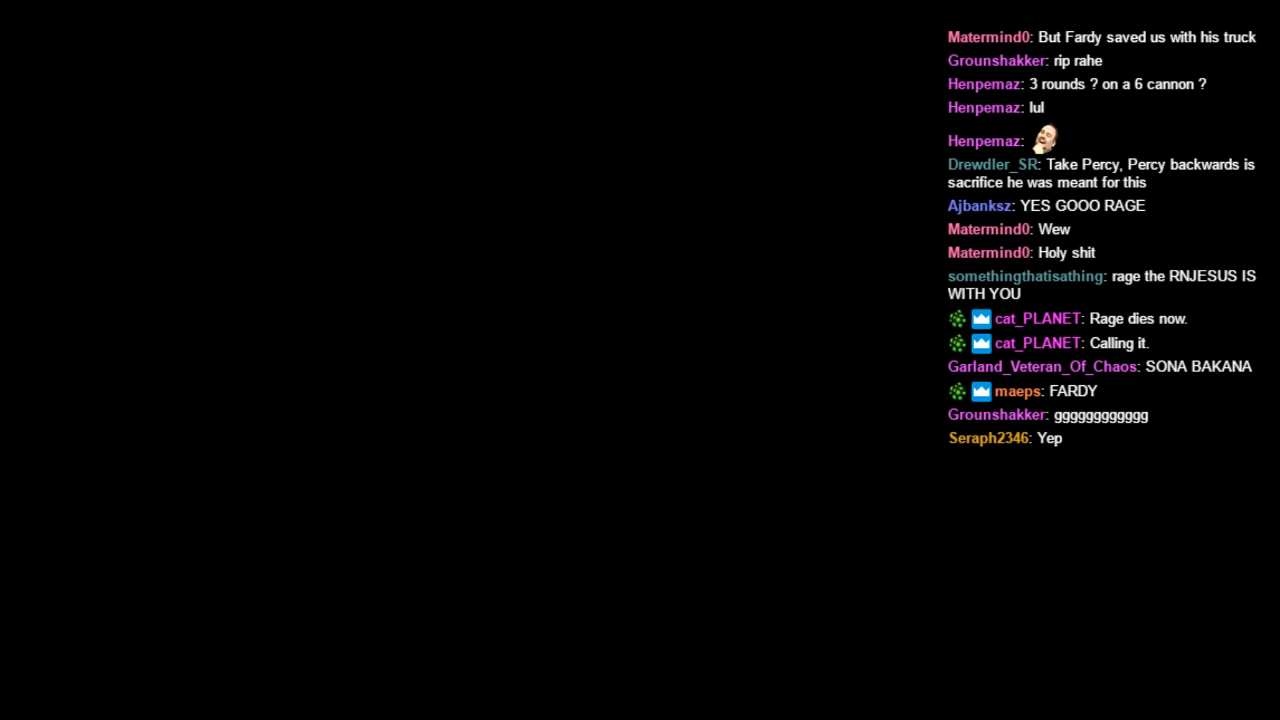 Matermind0: But Fardy saved us with his truck
Grounshakker: rip rahe
Henpemaz: 3 rounds ? on a 6 cannon ?
Henpemaz: lul
Henpemaz:
Drewdler_SR: Take Percy, Percy backwards is
sacrifice he was meant for this
Ajbanksz: YES GOOO RAGE
Matermind0: Wew
Matermind0: Holy shit
somethingthatisathing: rage the RNJESUS IS
WITH YOU
cat_PLANET: Rage dies now.
cat_PLANET: Calling it.
Garland_Veteran_Of_Chaos: SONA BAKANA
maeps: FARDY
Grounshakker: gggggggggggg
Seraph2346: Yep